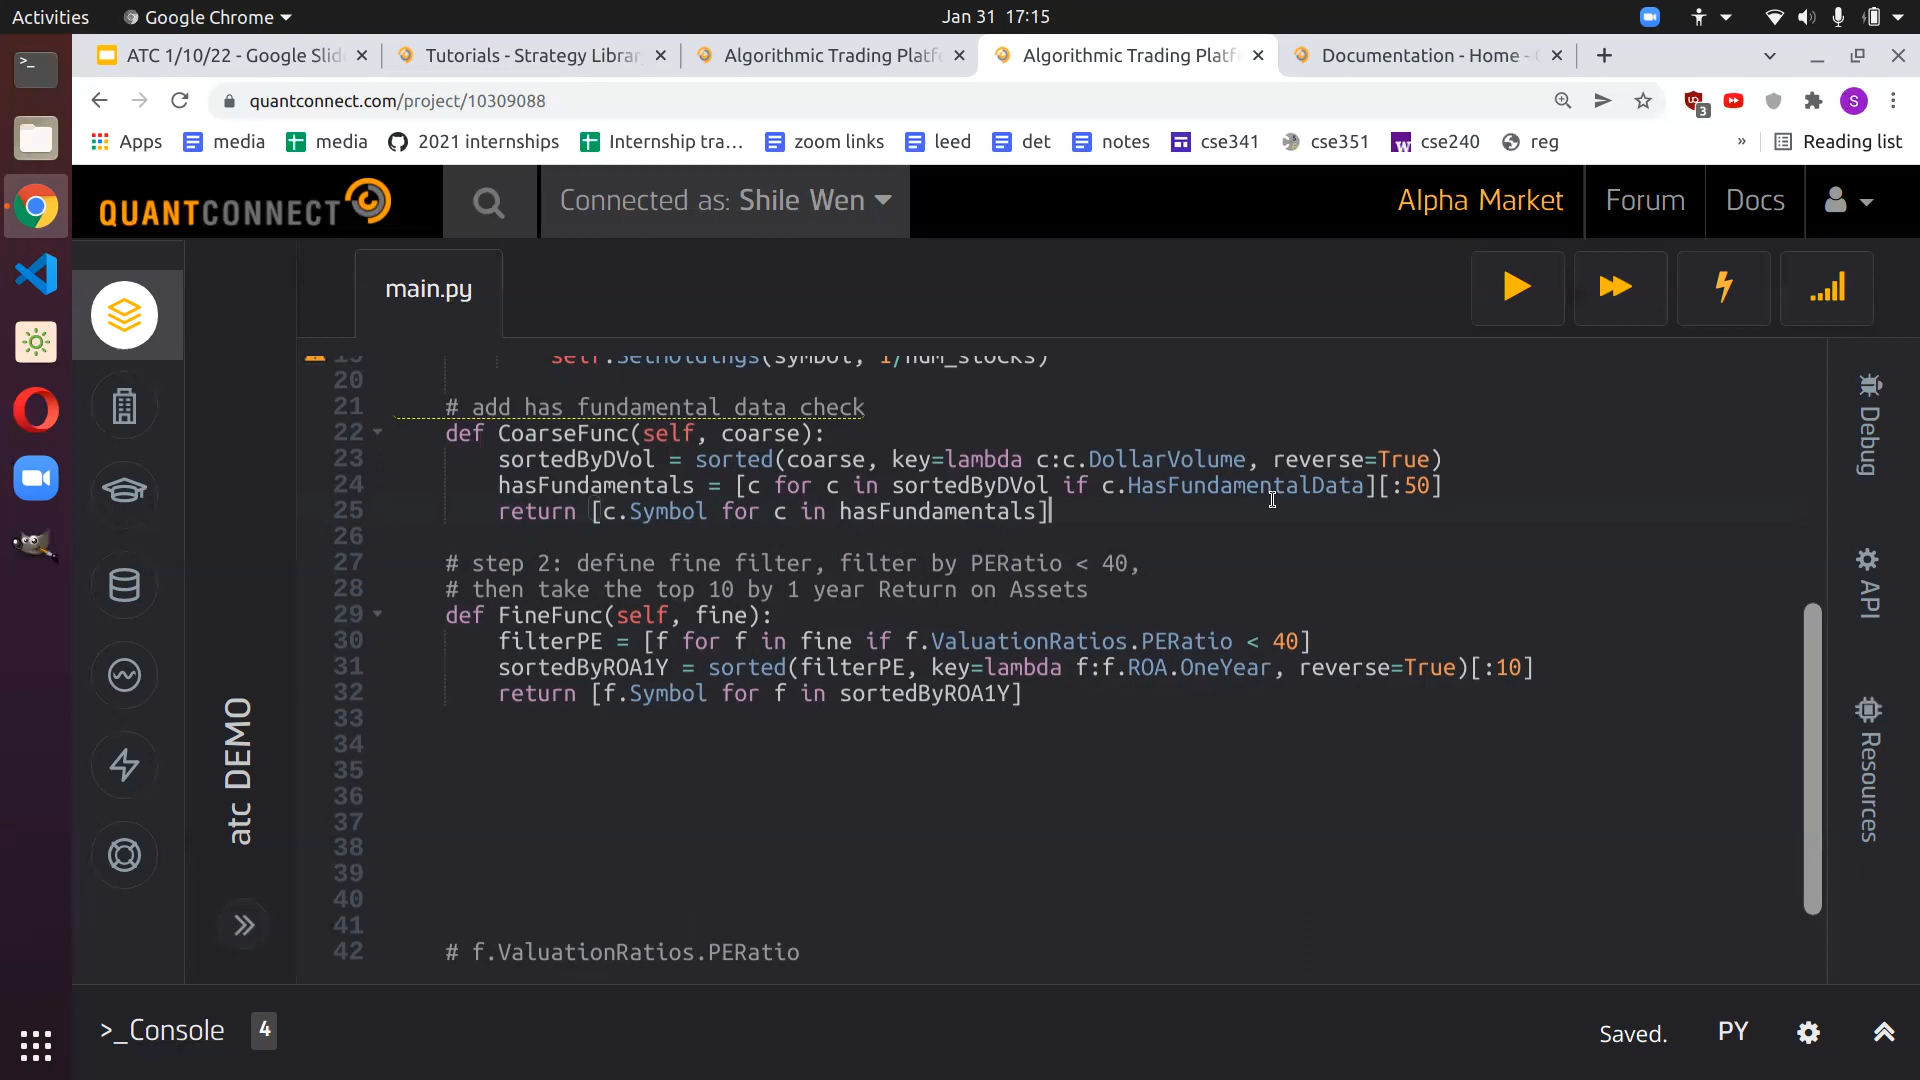 Activities
Google Chrome
Jan 31 17:15
ATC 1/10/22 - Google Slid
Tutorials - Strategy Librar
Algorithmic Trading Platf
Algorithmic Trading Platf
Documentation - Home -
quantconnect.com/project/10309088
3
S
Apps
media
media
2021 internships
Internship tra...
zoom links
leed
det
notes
cse341
cse351
cse240
reg
»
Reading list
QUANTCONNECT
Connected as: Shile Wen
Alpha Market
Forum
Docs
main.py
19 self.SetHoldings(symbol, 1/num_stocks)
20
21 # add has fundamental data check
22 def CoarseFunc(self, coarse):
23 sortedByDVol = sorted(coarse, key=lambda c:c.DollarVolume, reverse=True)
24 hasFundamentals = [c for c in sortedByDVol if c.HasFundamentalData][:50]
25 return [c.Symbol for c in hasFundamentals]
26
27 # step 2: define fine filter, filter by PERatio < 40,
28 # then take the top 10 by 1 year Return on Assets
29 def FineFunc(self, fine):
30 filterPE = [f for f in fine if f.ValuationRatios.PERatio < 40]
31 sortedByROA1Y = sorted(filterPE, key=lambda f:f.ROA.OneYear, reverse=True)[:10]
32 return [f.Symbol for f in sortedByROA1Y]
33
34
35
36
37
38
39
40
41
42 # f.ValuationRatios.PERatio
atc DEMO
Debug
API
Resources
>_Console 4
Saved.
PY